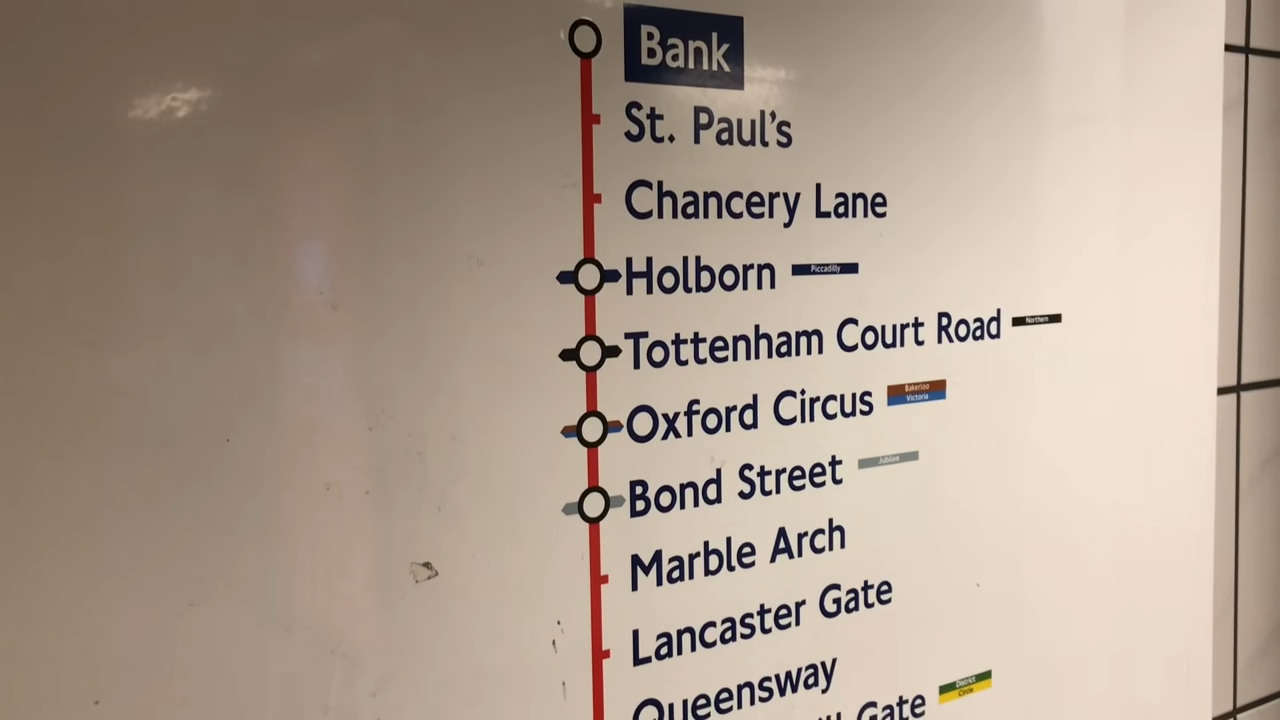 Bank
St. Paul's
Chancery Lane
Holborn Piccadilly
Tottenham Court Road Northern
Oxford Circus Bakerloo
Victoria
Bond Street Jubilee
Marble Arch
Lancaster Gate
Queensway
Gate District
Circle